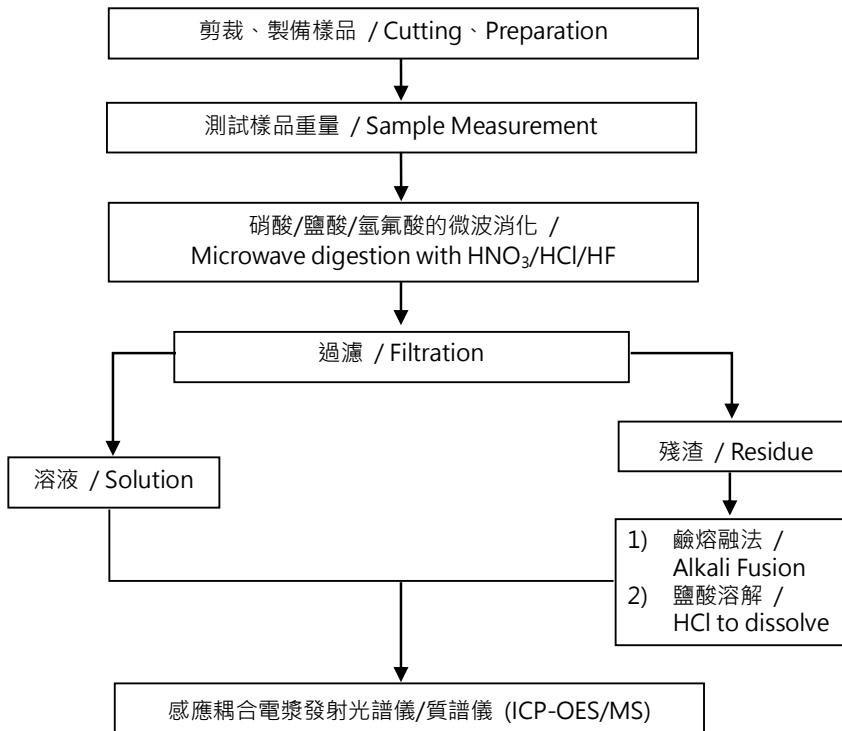 剪裁、製備樣品 / Cutting、Preparation
測試樣品重量 / Sample Measurement
硝酸/鹽酸/氫氟酸的微波消化 /
Microwave digestion with HNO₃/HCl/HF
過濾 / Filtration
溶液 / Solution
殘渣 / Residue
1) 鹼熔融法 /
Alkali Fusion
2) 鹽酸溶解 /
HCl to dissolve
感應耦合電漿發射光譜儀/質譜儀 (ICP-OES/MS)